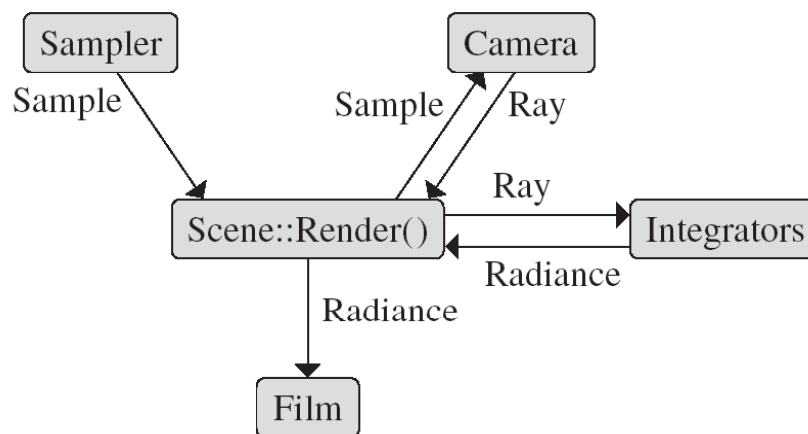 Sampler
Camera
Sample
Sample
Ray
Ray
Scene::Render()
Integrators
Radiance
Radiance
Film